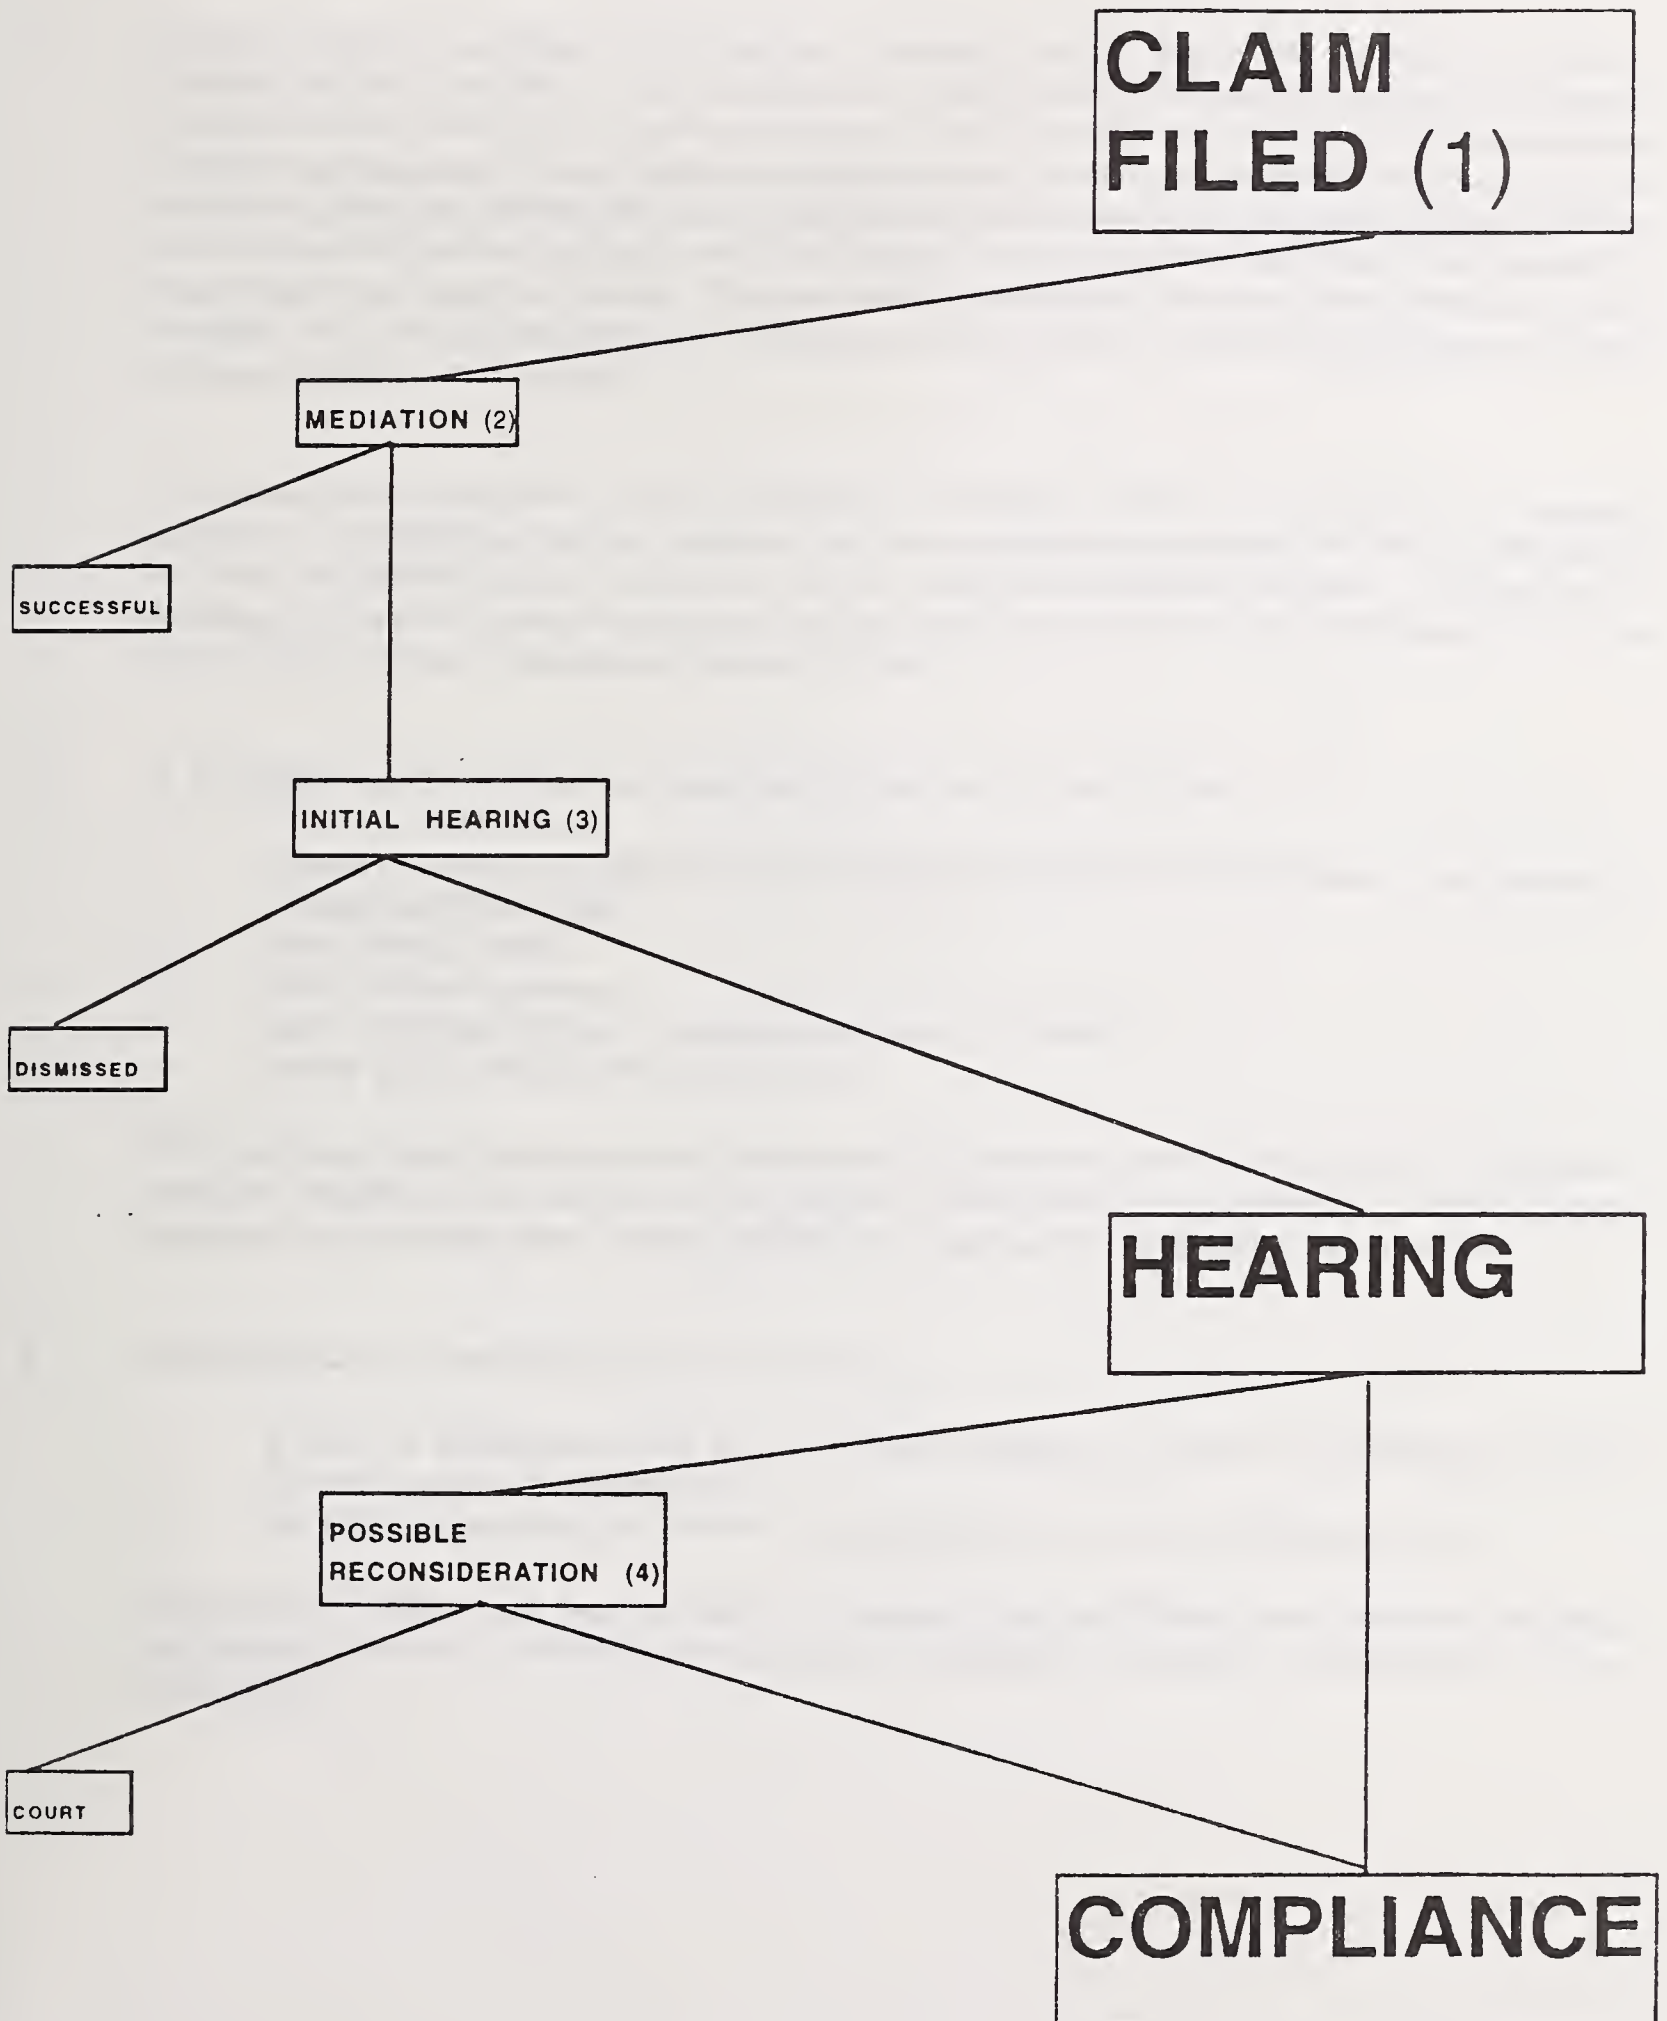 CLAIM
FILED (1)
MEDIATION (2)
SUCCESSFUL
INITIAL HEARING (3)
DISMISSED
HEARING
POSSIBLE
RECONSIDERATION (4)
COURT
COMPLIANCE